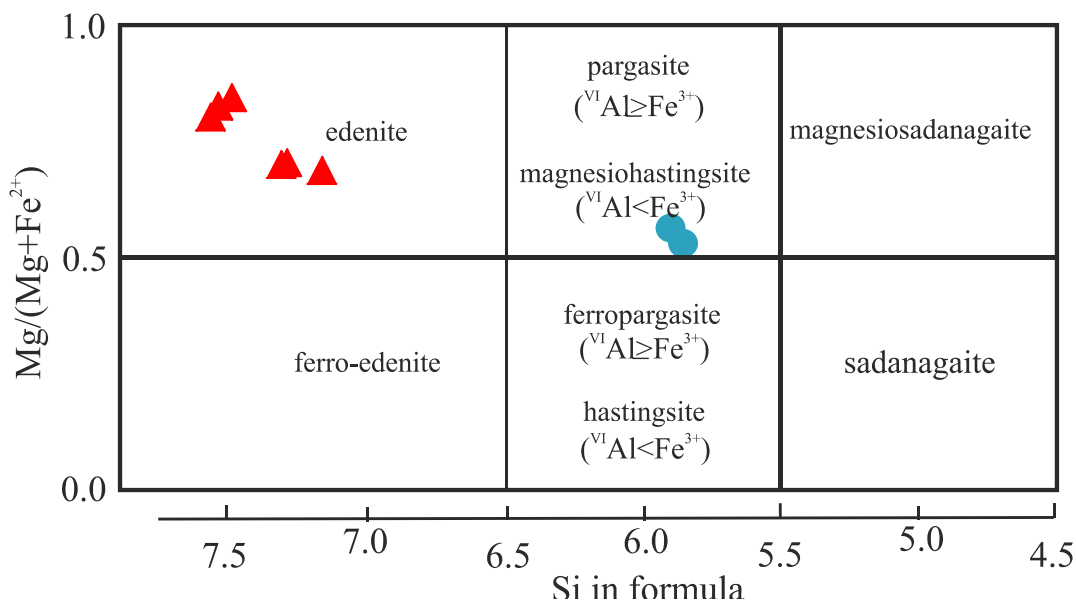 1.0
pargasite
(VIAl≥Fe3+)
edenite
magnesiosadanagaite
magnesiohastingsite
(VIAl<Fe3+)
Mg/(Mg+Fe2+)
0.5
ferropargasite
(VIAl≥Fe3+)
ferro-edenite
sadanagaite
hastingsite
(VIAl<Fe3+)
0.0
7.5 7.0 6.5 6.0 5.5 5.0 4.5
Si in formula